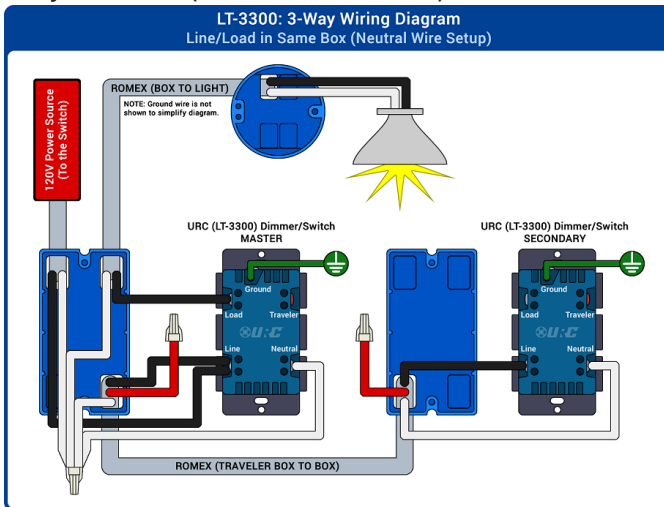 LT-3300: 3-Way Wiring Diagram
Line/Load in Same Box (Neutral Wire Setup)
120V Power Source
(To the Switch)
ROMEX (BOX TO LIGHT)
NOTE: Ground wire is not
shown to simplify diagram.
URC (LT-3300) Dimmer/Switch
MASTER
Ground
Load
Traveler
URC
Line
Neutral
URC (LT-3300) Dimmer/Switch
SECONDARY
Ground
Load
Traveler
URC
Line
Neutral
ROMEX (TRAVELER BOX TO BOX)